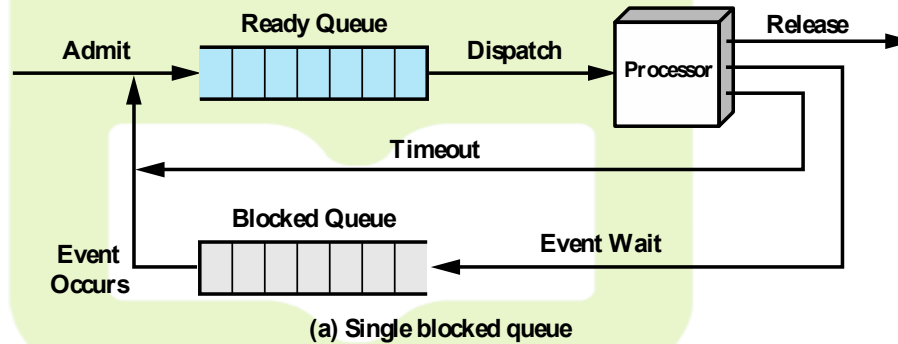 Ready Queue
Release
Admit
Dispatch
Processor
Timeout
Blocked Queue
Event Wait
Event
Occurs
(a) Single blocked queue